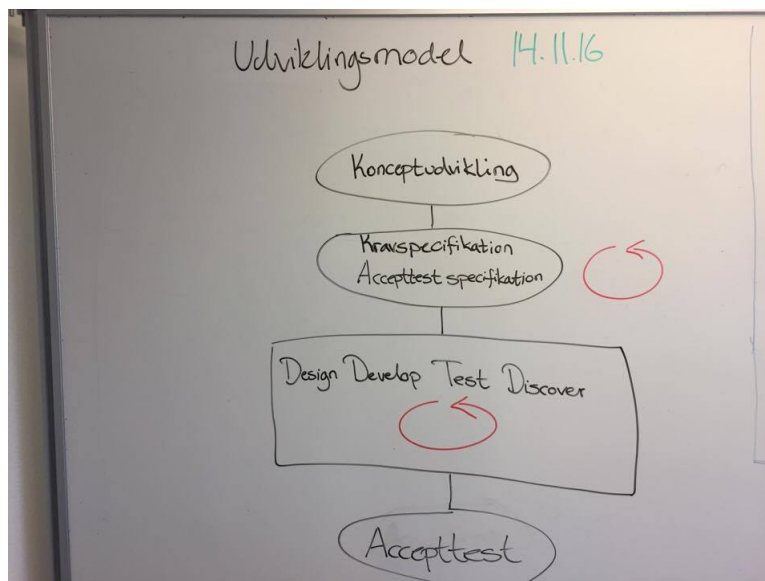 Udviklingsmodel 14.11.16
Konceptudvikling
Kravspecifikation
Accepttest specifikation
Design Develop Test Discover
Accepttest